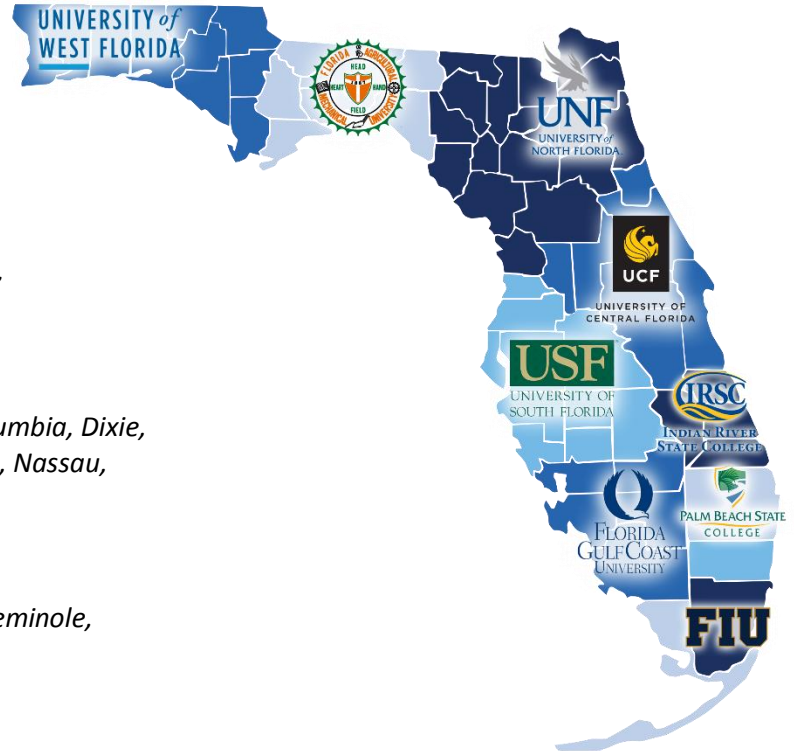 UNIVERSITY of
WEST FLORIDA
FLORIDA AGRICULTURAL
MECHANICAL UNIVERSITY
HEAD
HEART
HAND
FIELD
UNF
UNIVERSITY of
NORTH FLORIDA
UCF
UNIVERSITY OF
CENTRAL FLORIDA
USF
UNIVERSITY OF
SOUTH FLORIDA
umbia, Dixie,
, Nassau,
IRSC
INDIAN RIVER
STATE COLLEGE
PALM BEACH STATE
COLLEGE
FLORIDA
GULF COAST
UNIVERSITY
eminole,
FIU